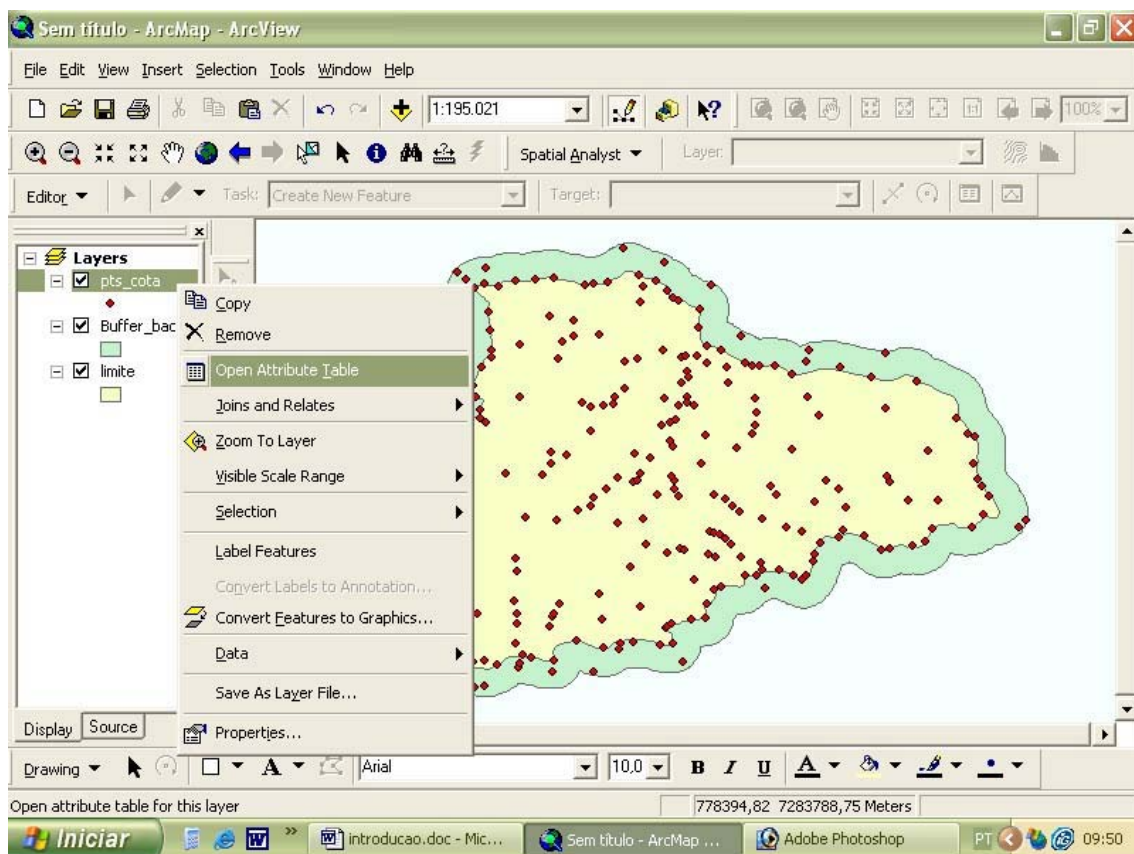 Sem título - ArcMap - ArcView
File Edit View Insert Selection Tools Window Help
1:195.021 1:1 100%
Spatial Analyst Layer:
Editor Task: Create New Feature Target:
Layers
pts_cota
Buffer_bac
limite
Copy
Remove
Open Attribute Table
Joins and Relates
Zoom To Layer
Visible Scale Range
Selection
Label Features
Convert Labels to Annotation...
Convert Features to Graphics...
Data
Save As Layer File...
Properties...
Display Source
Drawing A Arial 10,0 B I U A
Open attribute table for this layer 778394,82 7283788,75 Meters
Iniciar » introducao.doc - Mic... Sem título - ArcMap ... Adobe Photoshop PT 09:50